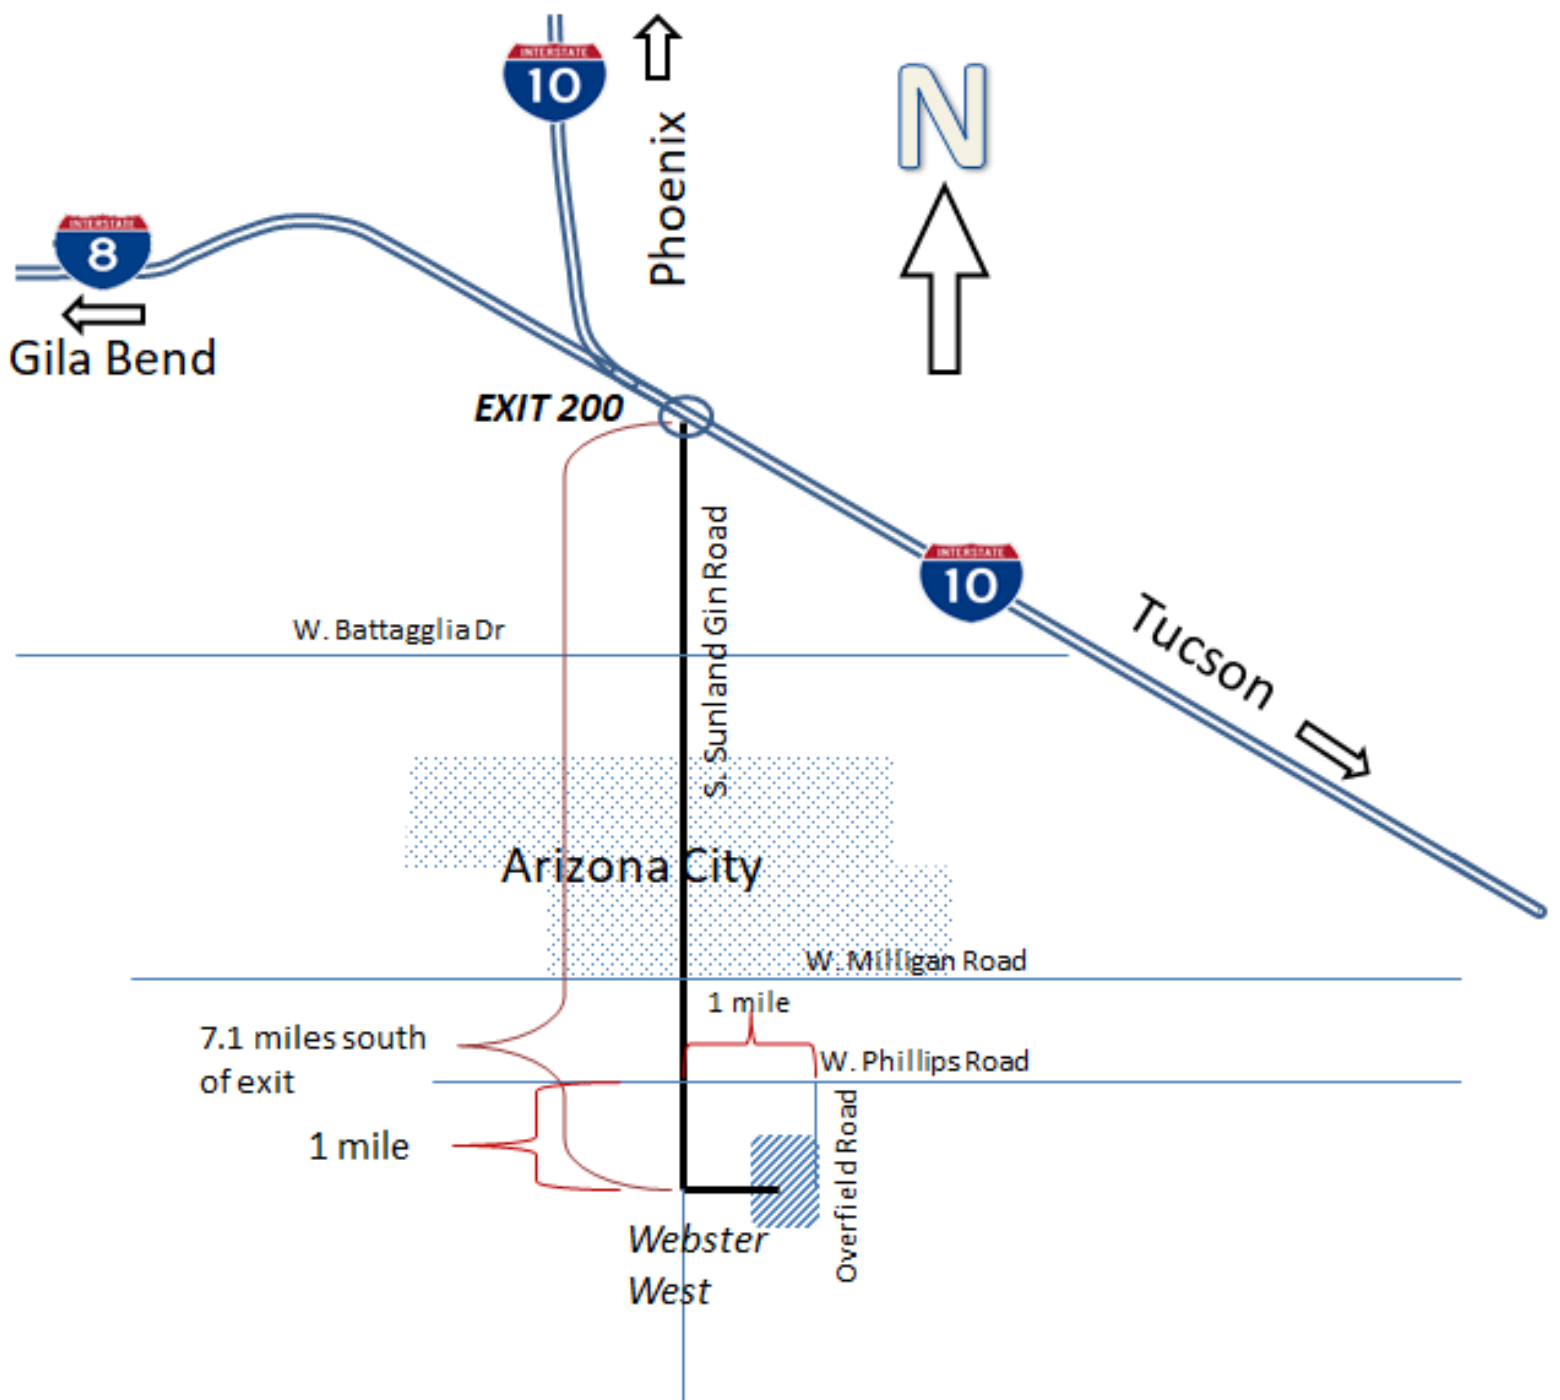 INTERSTATE
10
Phoenix
N
INTERSTATE
8
Gila Bend
EXIT 200
S. Sunland Gin Road
INTERSTATE
10
Tucson
W. Battagglia Dr
Arizona City
W. Milligan Road
1 mile
7.1 miles south
of exit
W. Phillips Road
1 mile
Overfield Road
Webster
West